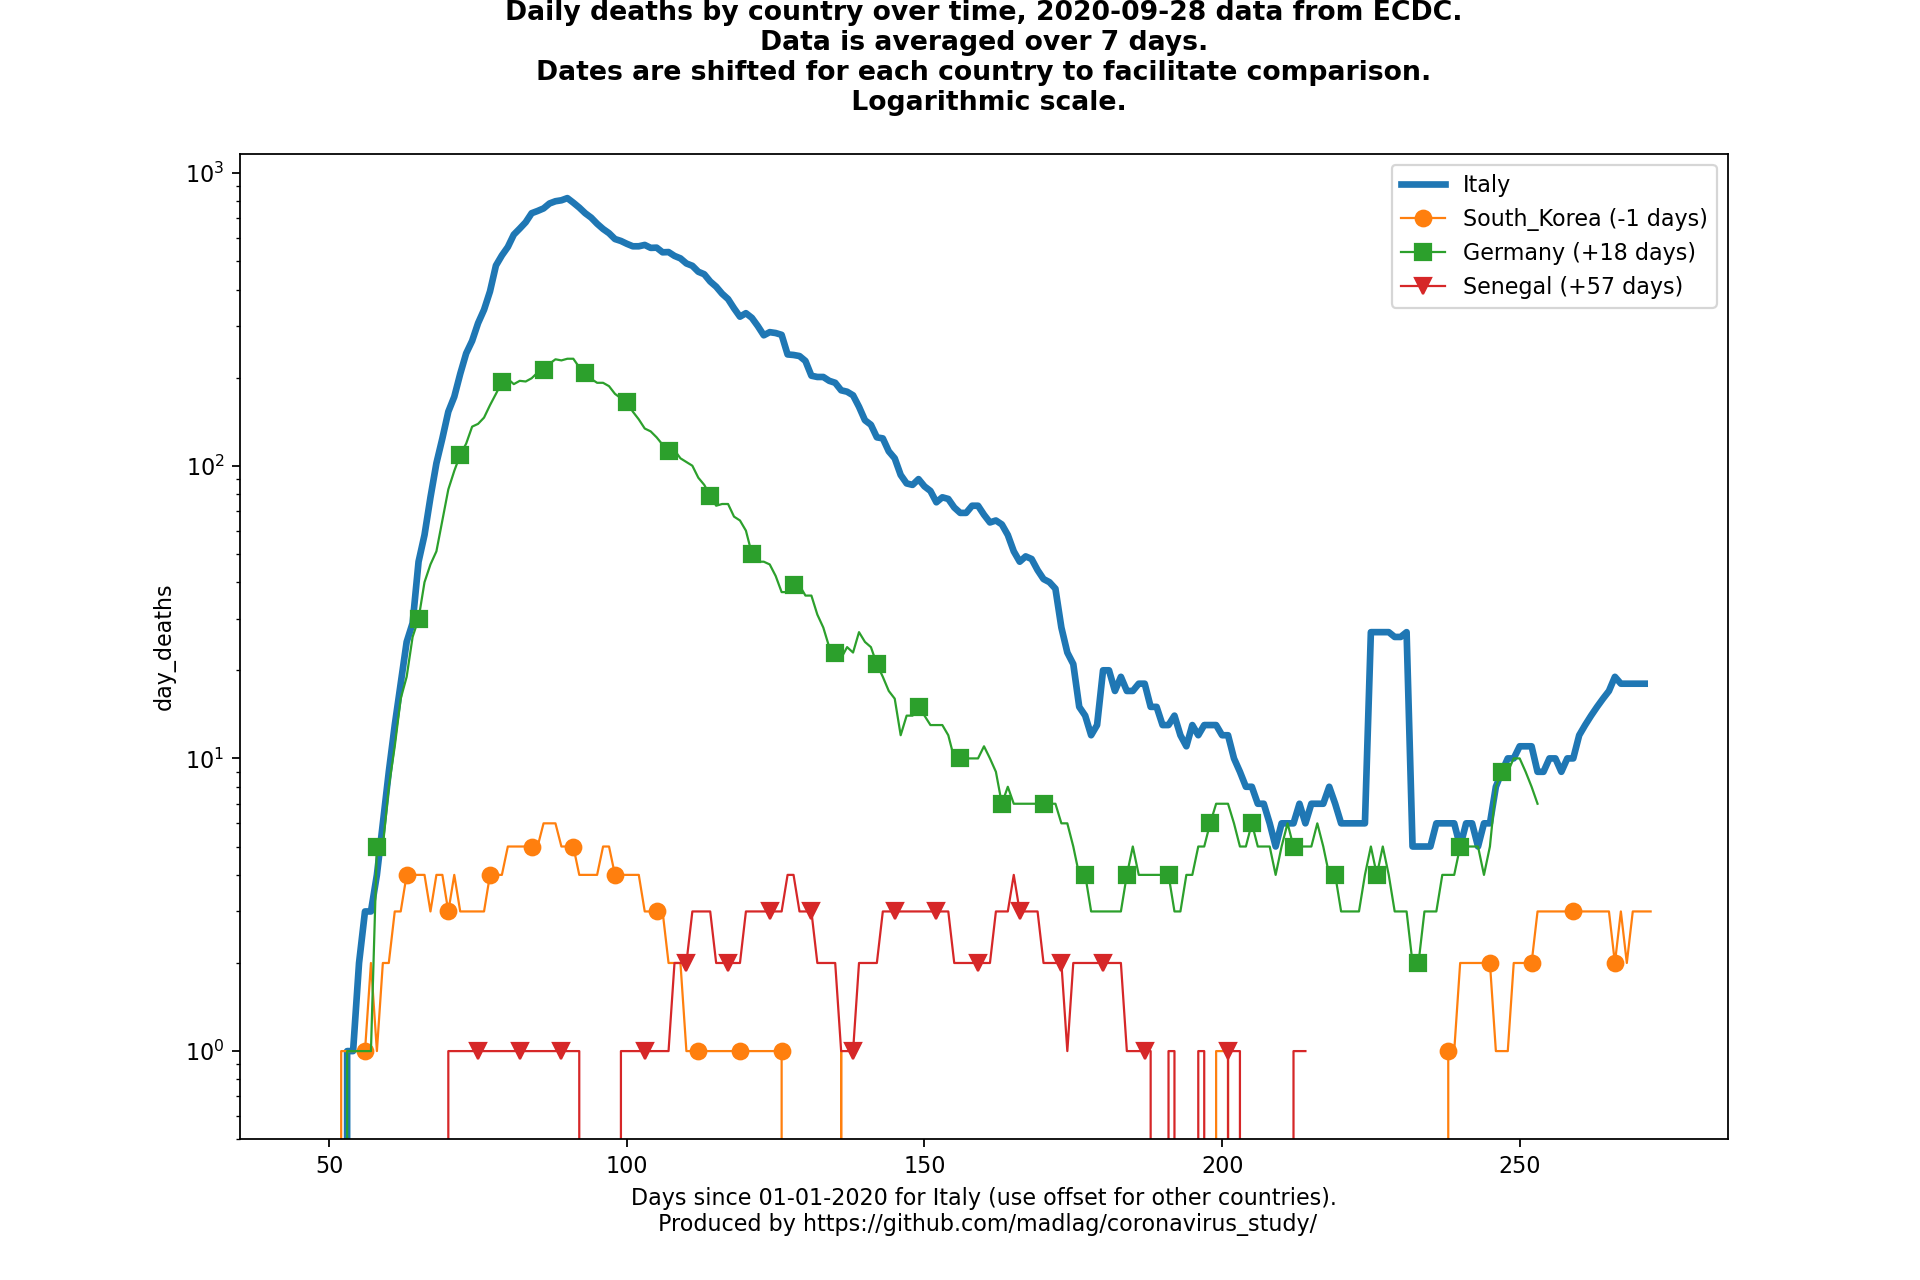 Daily deaths by country over time, 2020-09-28 data from ECDC.
Data is averaged over 7 days.
Dates are shifted for each country to facilitate comparison.
Logarithmic scale.
10³
10²
10¹
10⁰
day_deaths
Italy
South_Korea (-1 days)
Germany (+18 days)
Senegal (+57 days)
50 100 150 200 250
Days since 01-01-2020 for Italy (use offset for other countries).
Produced by https://github.com/madlag/coronavirus_study/